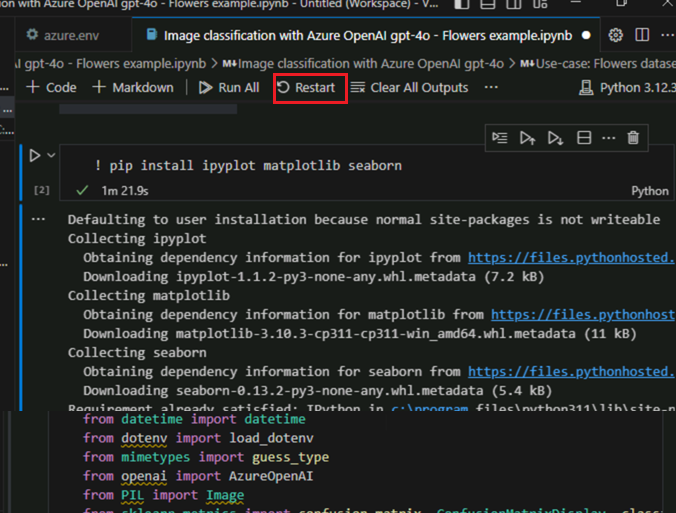 on with Azure OpenAI gpt-4o - Flowers example.ipynb - Untitled (Workspace) - V...
azure.env
Image classification with Azure OpenAI gpt-4o - Flowers example.ipynb
AI gpt-4o - Flowers example.ipynb > M↓Image classification with Azure OpenAI gpt-4o > M↓Use-case: Flowers datase
+ Code + Markdown Run All Restart Clear All Outputs ... Python 3.12.3
! pip install ipyplot matplotlib seaborn
[2] ✓ 1m 21.9s Python
... Defaulting to user installation because normal site-packages is not writeable
Collecting ipyplot
Obtaining dependency information for ipyplot from https://files.pythonhosted.
Downloading ipyplot-1.1.2-py3-none-any.whl.metadata (7.2 kB)
Collecting matplotlib
Obtaining dependency information for matplotlib from https://files.pythonhost
Downloading matplotlib-3.10.3-cp311-cp311-win_amd64.whl.metadata (11 kB)
Collecting seaborn
Obtaining dependency information for seaborn from https://files.pythonhosted.
Downloading seaborn-0.13.2-py3-none-any.whl.metadata (5.4 kB)
Requirement already satisfied: IPython in c:\program files\python311\lib\site-n
from datetime import datetime
from dotenv import load_dotenv
from mimetypes import guess_type
from openai import AzureOpenAI
from PIL import Image
from sklearn.metrics import confusion_matrix, ConfusionMatrixDisplay, class